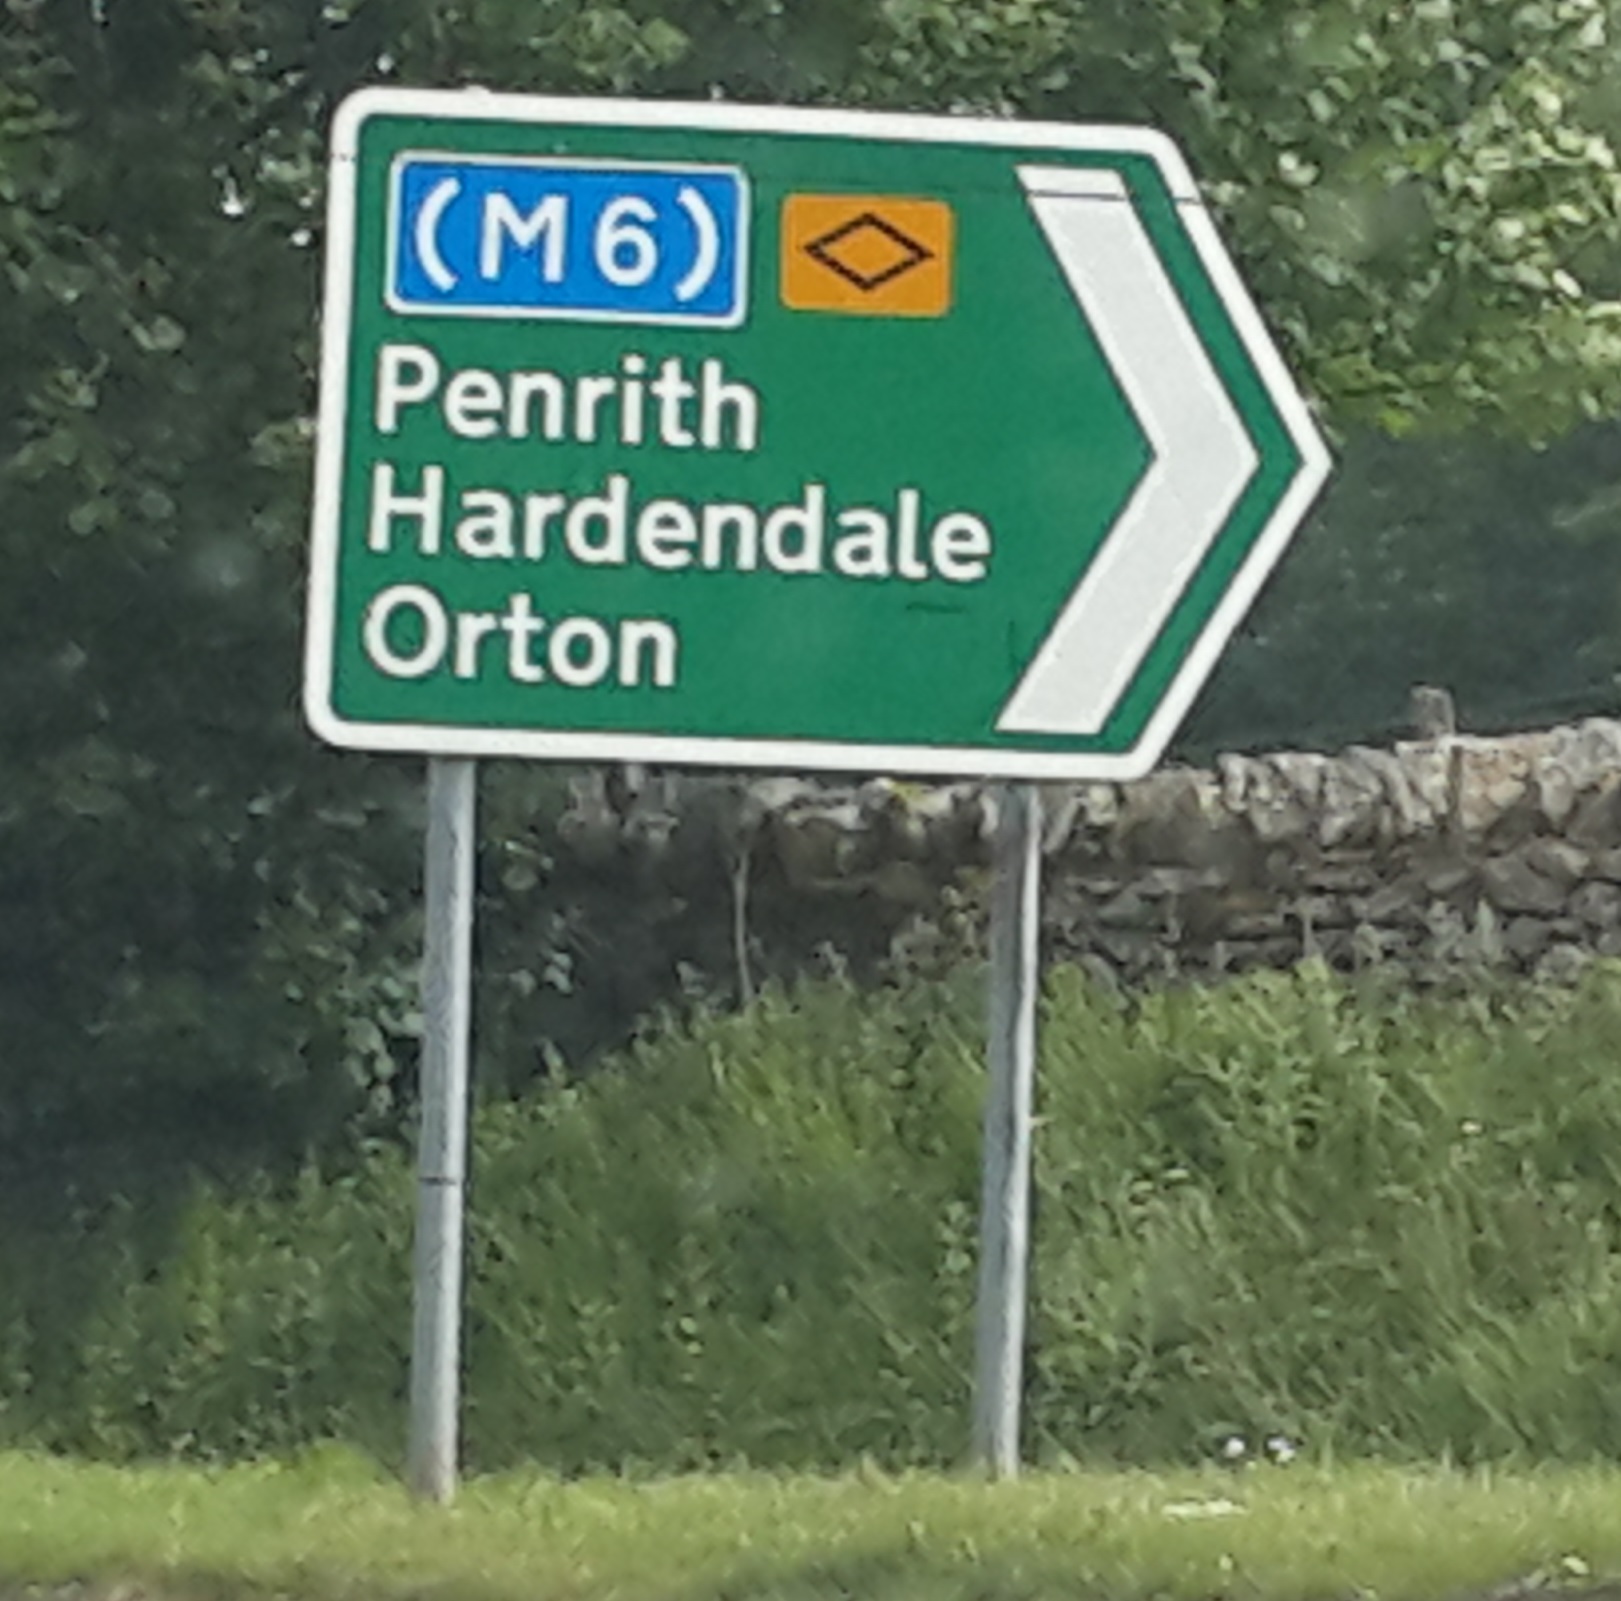 (M6)
Penrith
Hardendale
Orton